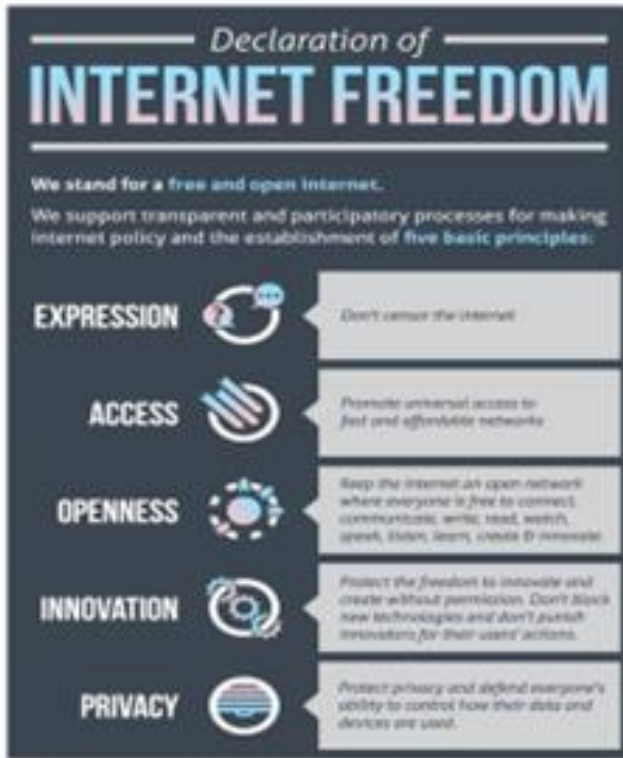 Declaration of
INTERNET FREEDOM
We stand for a free and open Internet.
We support transparent and participatory processes for making
Internet policy and the establishment of five basic principles:
EXPRESSION
Don't censor the Internet
ACCESS
Promote universal access to
fast and affordable networks
OPENNESS
Keep the Internet an open network
where everyone is free to connect,
communicate, write, read, watch,
speak, listen, learn, create & innovate.
INNOVATION
Protect the freedom to innovate and
create without permission. Don't block
new technologies and don't punish
innovators for their users' actions.
PRIVACY
Protect privacy and defend everyone's
ability to control how their data and
devices are used.